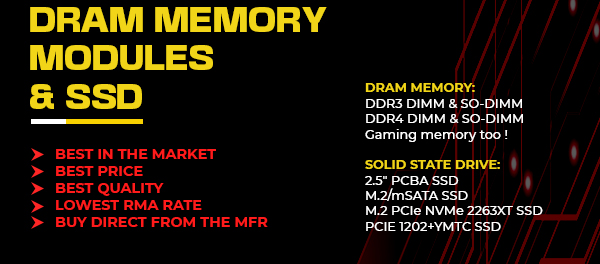 DRAM MEMORY
MODULES
& SSD
BEST IN THE MARKET
BEST PRICE
BEST QUALITY
LOWEST RMA RATE
BUY DIRECT FROM THE MFR
DRAM MEMORY:
DDR3 DIMM & SO-DIMM
DDR4 DIMM & SO-DIMM
Gaming memory too !
SOLID STATE DRIVE:
2.5" PCBA SSD
M.2/mSATA SSD
M.2 PCIe NVMe 2263XT SSD
PCIE 1202+YMTC SSD